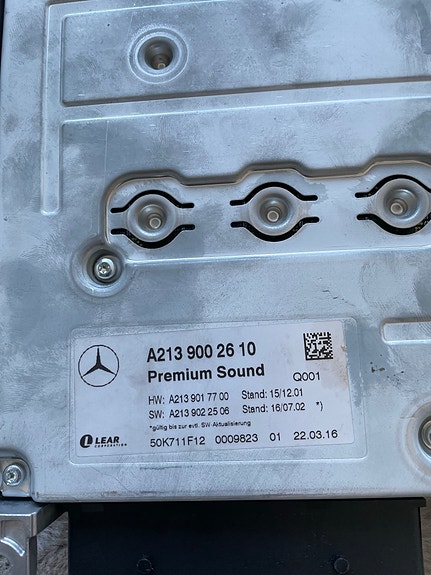 A213 900 26 10
Premium Sound Q001
HW: A213 901 77 00 Stand: 15/12.01
SW: A213 902 25 06 Stand: 16/07.02 *)
*gültig bis zur evtl. SW-Aktualisierung
LEAR CORPORATION
50K711F12 0009823 01 22.03.16